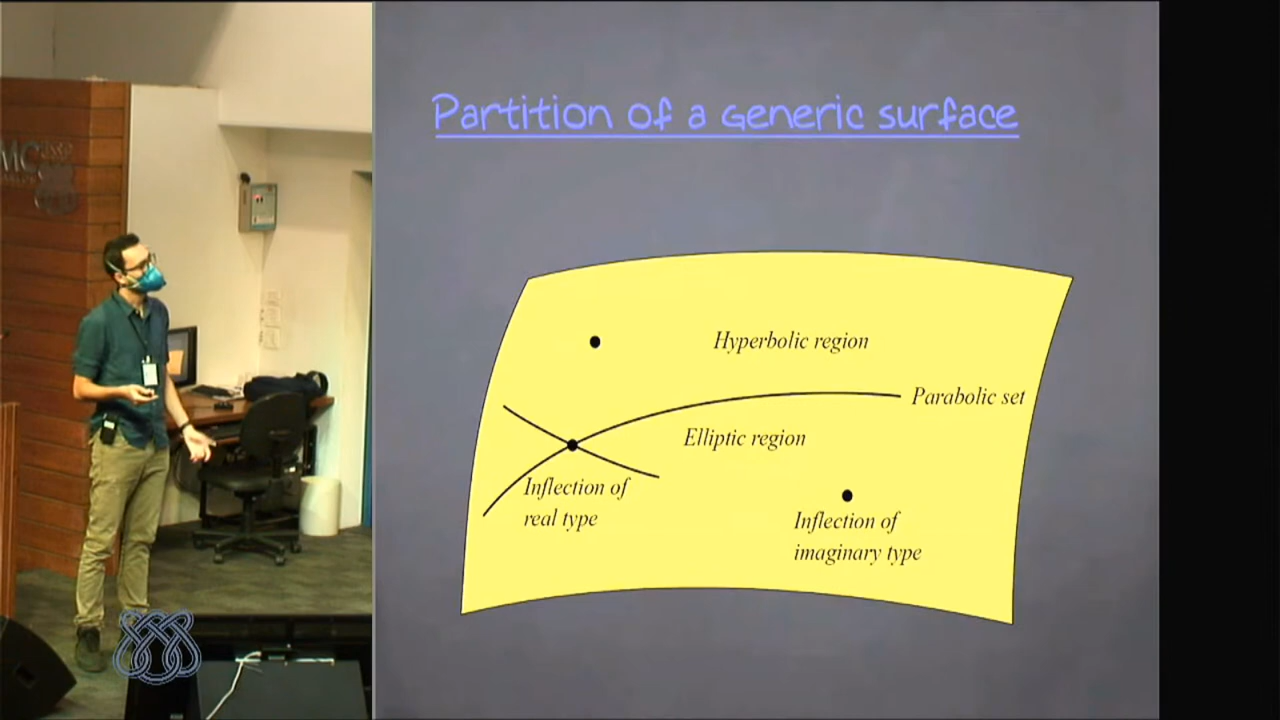 Partition of a Generic surface
Hyperbolic region
Parabolic set
Elliptic region
Inflection of
real type
Inflection of
imaginary type